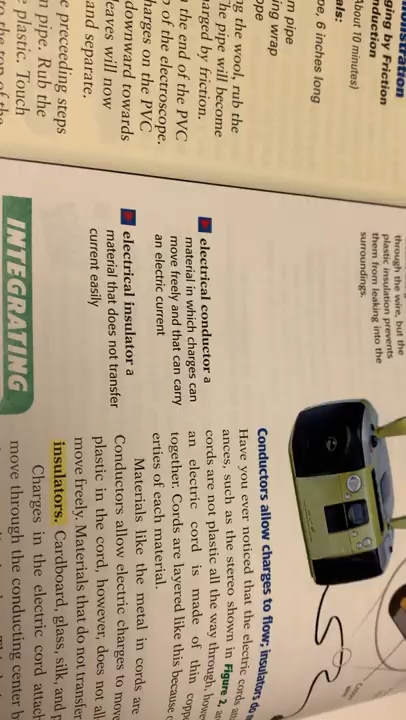 nstration
ging by Friction
nduction
About 10 minutes)
als:
pe, 6 inches long
m pipe
ing wrap
ope
ng the wool, rub the
he pipe will become
arged by friction.
the end of the PVC
of the electroscope.
harges on the PVC
downward towards
eaves will now
and separate.
e preceeding steps
m pipe. Rub the
e plastic. Touch
to the top of the
through the wire, but the
plastic insulation prevents
them from leaking into the
surroundings.
electrical conductor a
material in which charges can
move freely and that can carry
an electric current
electrical insulator a
material that does not transfer
current easily
INTEGRATING
Conductors allow charges to flow; insulators do
Have you ever noticed that the electric cords
ances, such as the stereo shown in Figure 2,
cords are not plastic all the way through, howe
an electric cord is made of thin coppe
together. Cords are layered like this because
erties of each material.
Materials like the metal in cords are
Conductors allow electric charges to move
plastic in the cord, however, does not all
move freely. Materials that do not transfer
insulators. Cardboard, glass, silk, and p
Charges in the electric cord attach
move through the conducting center b